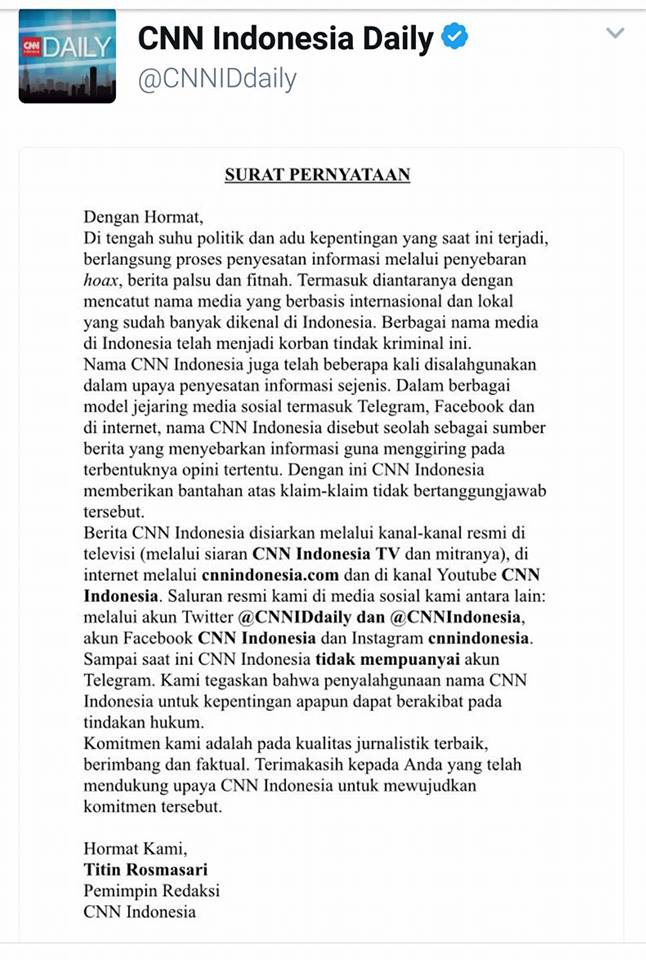 CNN Indonesia Daily
@CNNIDdaily
CNN DAILY
SURAT PERNYATAAN
Dengan Hormat,
Di tengah suhu politik dan adu kepentingan yang saat ini terjadi,
berlangsung proses penyesatan informasi melalui penyebaran
hoax, berita palsu dan fitnah. Termasuk diantaranya dengan
mencatut nama media yang berbasis internasional dan lokal
yang sudah banyak dikenal di Indonesia. Berbagai nama media
di Indonesia telah menjadi korban tindak kriminal ini.
Nama CNN Indonesia juga telah beberapa kali disalahgunakan
dalam upaya penyesatan informasi sejenis. Dalam berbagai
model jejaring media sosial termasuk Telegram, Facebook dan
di internet, nama CNN Indonesia disebut seolah sebagai sumber
berita yang menyebarkan informasi guna menggiring pada
terbentuknya opini tertentu. Dengan ini CNN Indonesia
memberikan bantahan atas klaim-klaim tidak bertanggungjawab
tersebut.
Berita CNN Indonesia disiarkan melalui kanal-kanal resmi di
televisi (melalui siaran CNN Indonesia TV dan mitranya), di
internet melalui cnnindonesia.com dan di kanal Youtube CNN
Indonesia. Saluran resmi kami di media sosial kami antara lain:
melalui akun Twitter @CNNIDdaily dan @CNNIndonesia,
akun Facebook CNN Indonesia dan Instagram cnnindonesia.
Sampai saat ini CNN Indonesia tidak mempuanyai akun
Telegram. Kami tegaskan bahwa penyalahgunaan nama CNN
Indonesia untuk kepentingan apapun dapat berakibat pada
tindakan hukum.
Komitmen kami adalah pada kualitas jurnalistik terbaik,
berimbang dan faktual. Terimakasih kepada Anda yang telah
mendukung upaya CNN Indonesia untuk mewujudkan
komitmen tersebut.
Hormat Kami,
Titin Rosmasari
Pemimpin Redaksi
CNN Indonesia